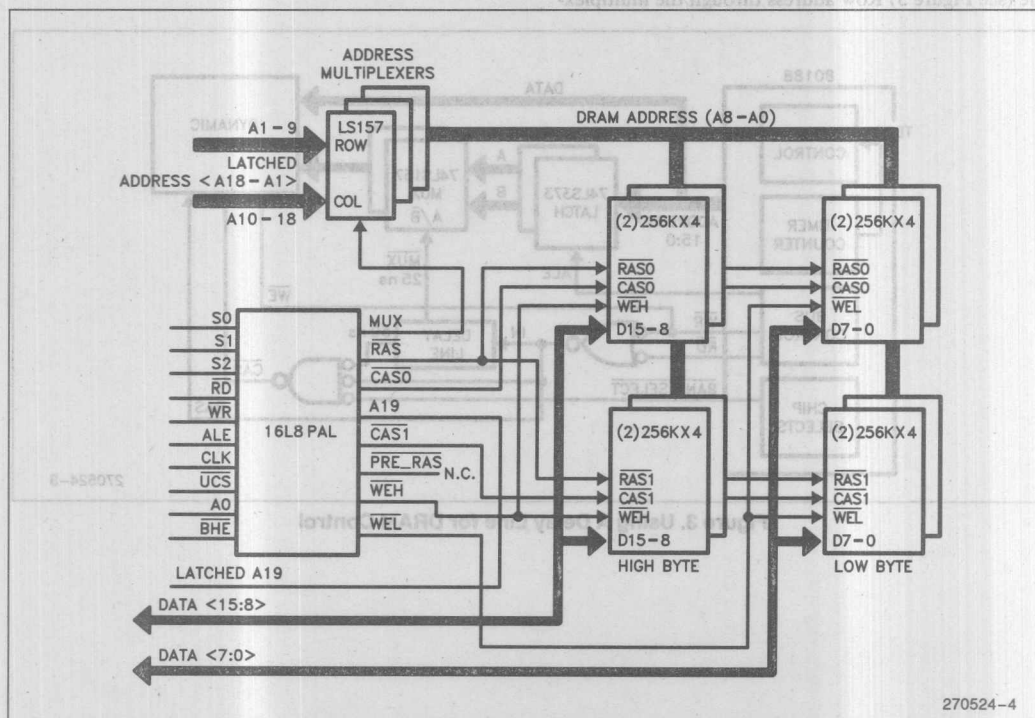 ADDRESS
MULTIPLEXERS
A1-9
LS157
ROW
LATCHED
ADDRESS <A18-A1>
COL
A10-18
DRAM ADDRESS (A8-A0)
(2)256KX4
RAS0
CAS0
WEH
D15-8
(2)256KX4
RAS0
CAS0
WEL
D7-0
S0
S1
S2
RD
WR
ALE
CLK
UCS
A0
BHE
16L8 PAL
MUX
RAS
CAS0
A19
CAS1
PRE_RAS
N.C.
WEH
WEL
(2)256KX4
RAS1
CAS1
WEH
D15-8
HIGH BYTE
(2)256KX4
RAS1
CAS1
WEL
D7-0
LOW BYTE
LATCHED A19
DATA <15:8>
DATA <7:0>
270524-4